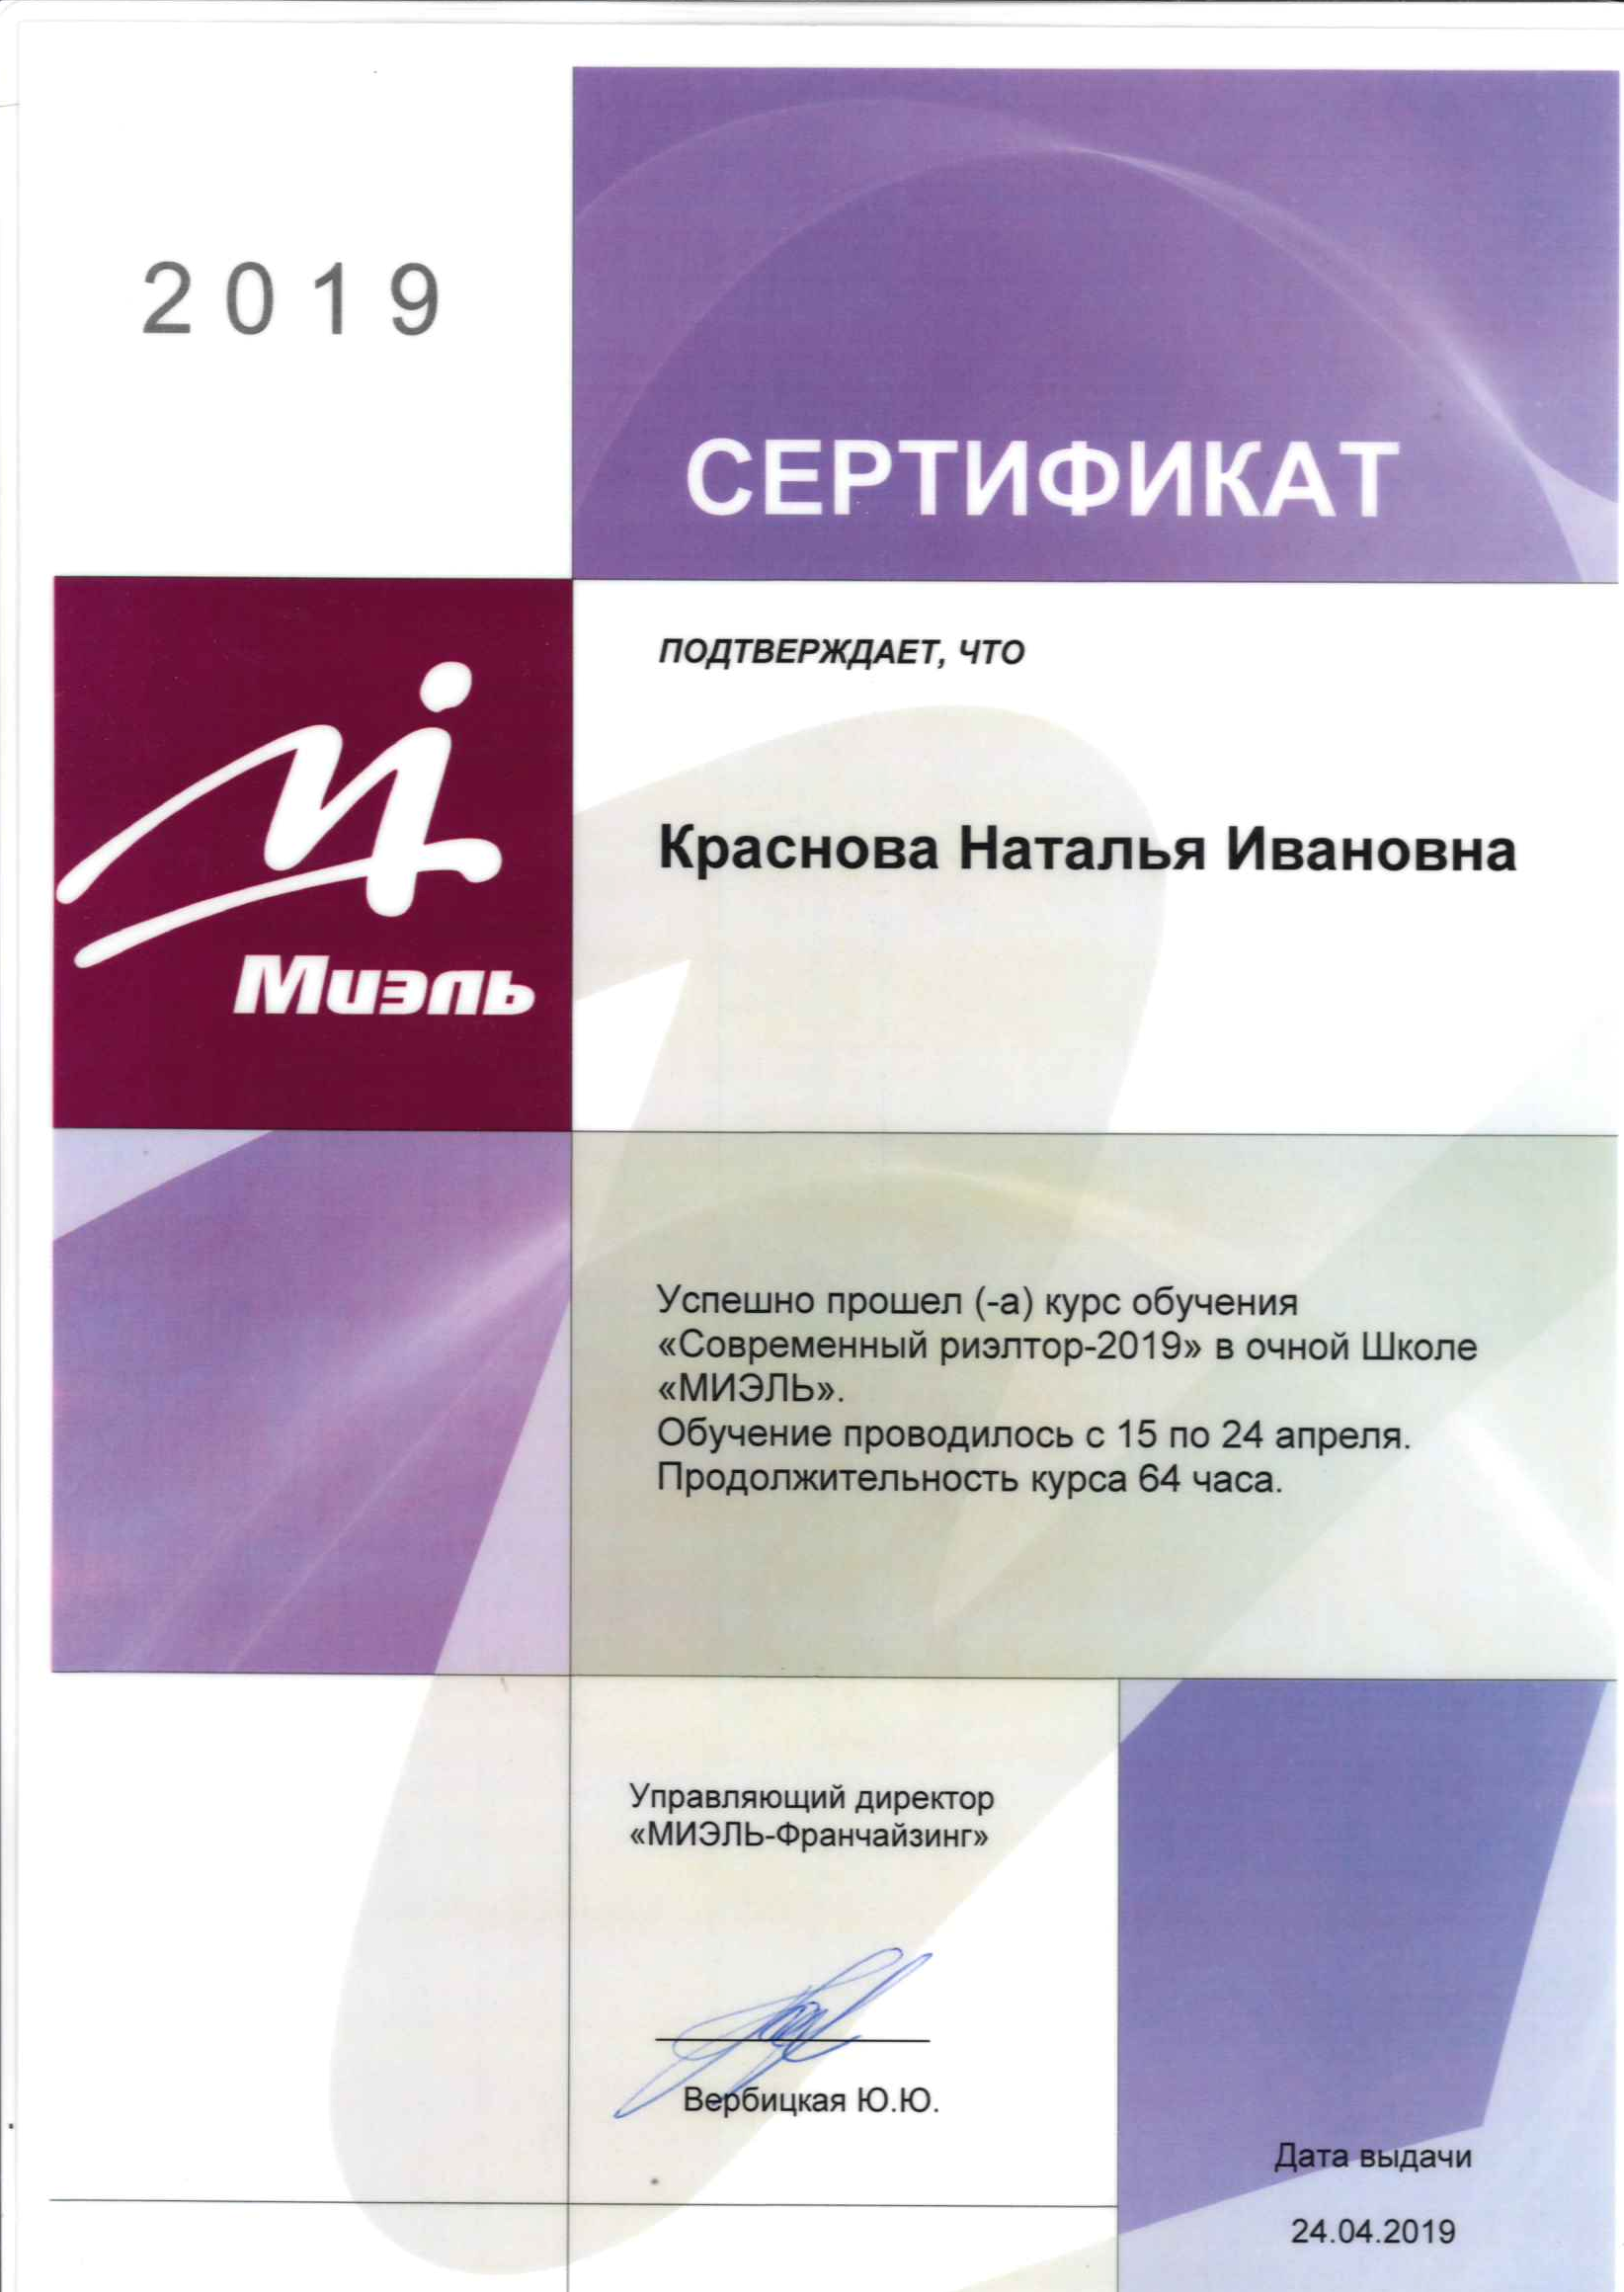 2019
СЕРТИФИКАТ
ПОДТВЕРЖДАЕТ, ЧТО
Краснова Наталья Ивановна
Миэль
Успешно прошел (-а) курс обучения
«Современный риэлтор-2019» в очной Школе
«МИЭЛЬ».
Обучение проводилось с 15 по 24 апреля.
Продолжительность курса 64 часа.
Управляющий директор
«МИЭЛЬ-Франчайзинг»
Вербицкая Ю.Ю.
Дата выдачи
24.04.2019